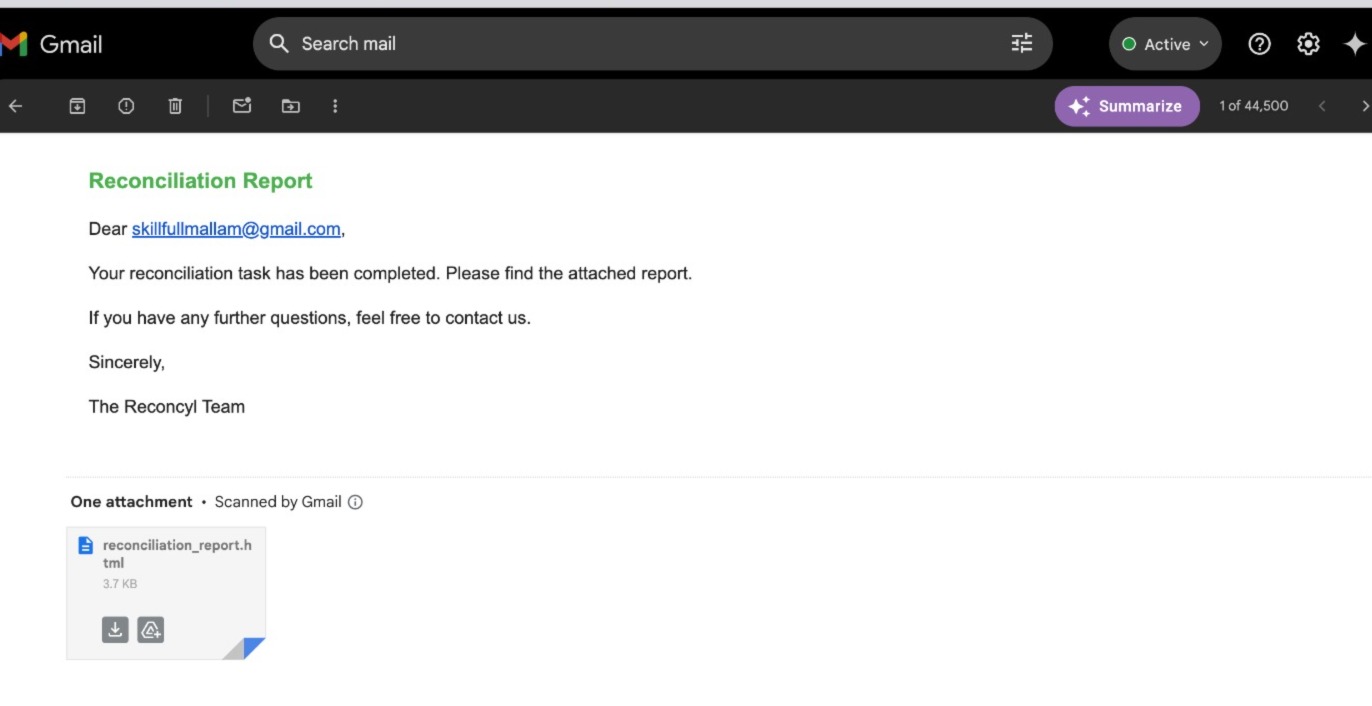 Gmail
Search mail
Active
Summarize
1 of 44,500
Reconciliation Report
Dear skillfullmallam@gmail.com,
Your reconciliation task has been completed. Please find the attached report.
If you have any further questions, feel free to contact us.
Sincerely,
The Reconcyl Team
One attachment • Scanned by Gmail
reconciliation_report.h
tml
3.7 KB